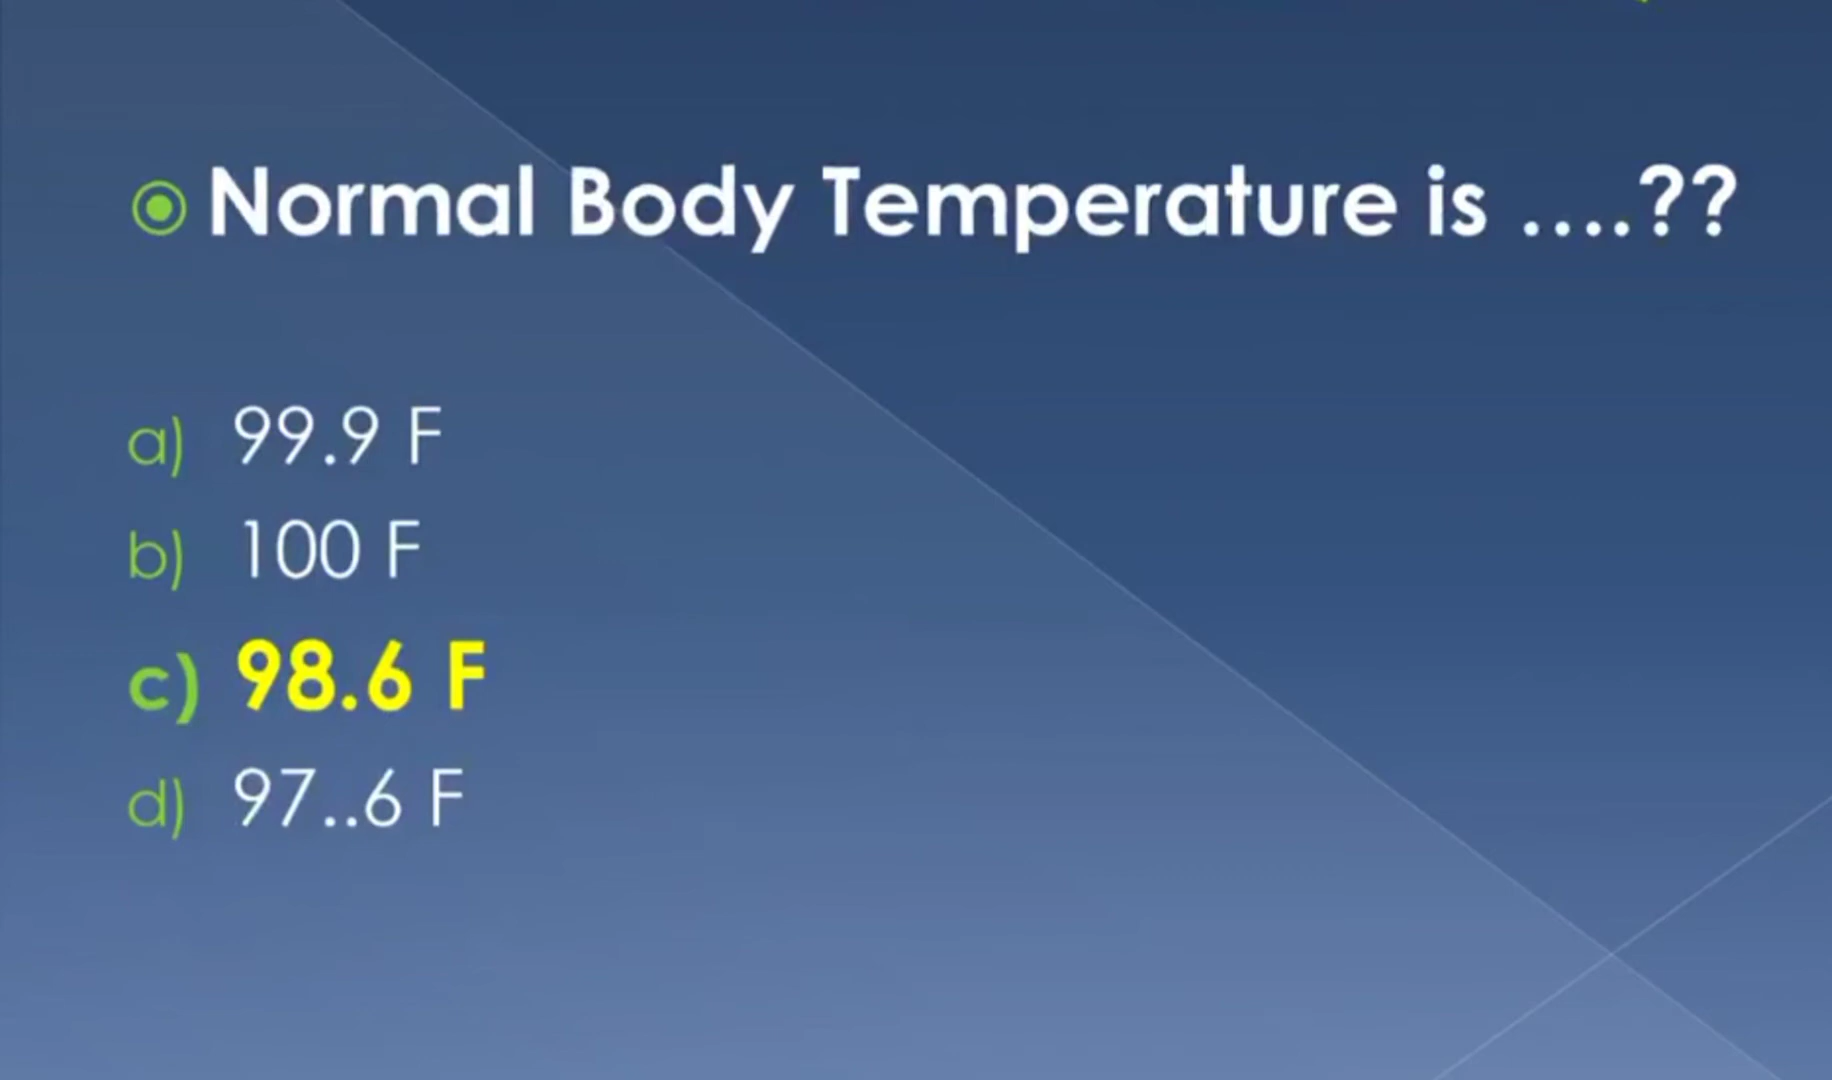 Normal Body Temperature is ....??
a) 99.9 F
b) 100 F
c) 98.6 F
d) 97..6 F